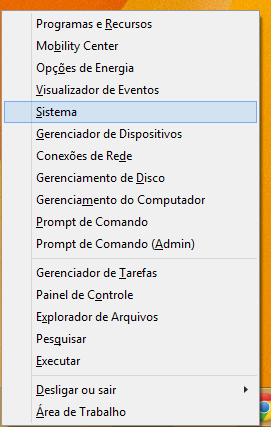 Programas e Recursos
Mobility Center
Opções de Energia
Visualizador de Eventos
Sistema
Gerenciador de Dispositivos
Conexões de Rede
Gerenciamento de Disco
Gerenciamento do Computador
Prompt de Comando
Prompt de Comando (Admin)
Gerenciador de Tarefas
Painel de Controle
Explorador de Arquivos
Pesquisar
Executar
Desligar ou sair
Área de Trabalho